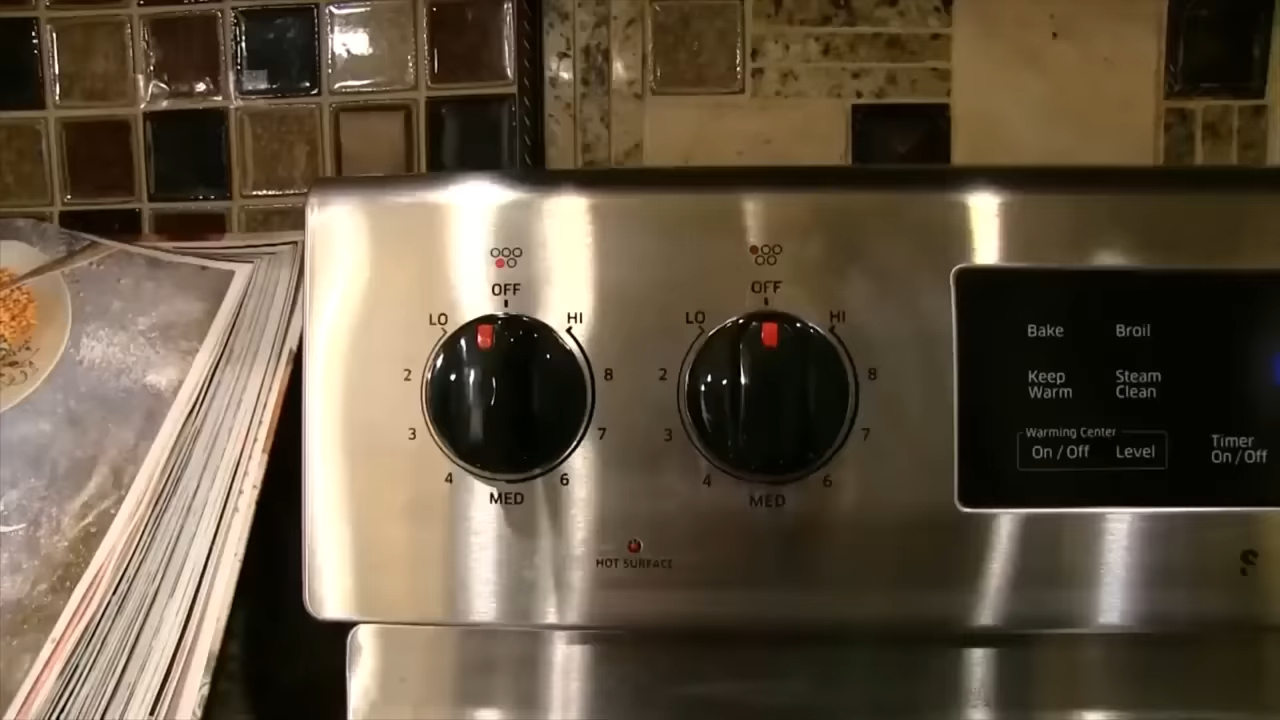 OFF
LO
HI
2
8
3
7
4
6
MED
OFF
LO
HI
2
8
3
7
4
6
MED
HOT SURFACE
Bake
Broil
Keep
Warm
Steam
Clean
Warming Center
On / Off
Level
Timer
On / Off